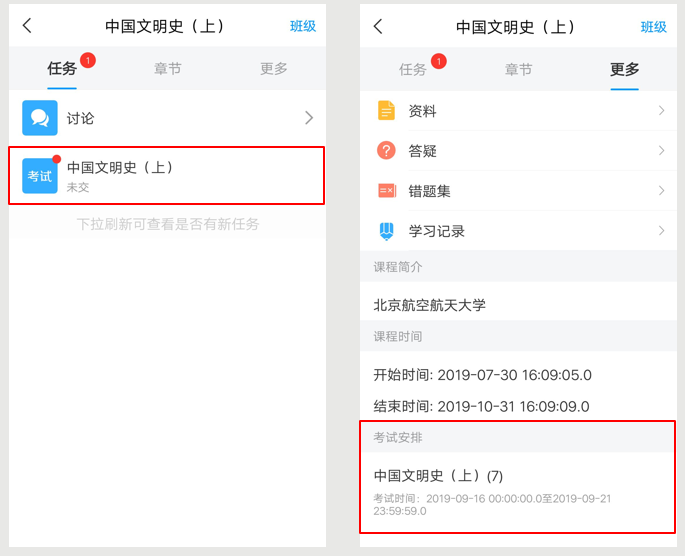 中国文明史（上）
班级
任务
1
章节
更多
讨论
考试
中国文明史（上）
未交
下拉刷新可查看是否有新任务
中国文明史（上）
班级
任务
1
章节
更多
资料
答疑
错题集
学习记录
课程简介
北京航空航天大学
课程时间
开始时间: 2019-07-30 16:09:05.0
结束时间: 2019-10-31 16:09:09.0
考试安排
中国文明史（上）(7)
考试时间：2019-09-16 00:00:00.0至2019-09-21
23:59:59.0